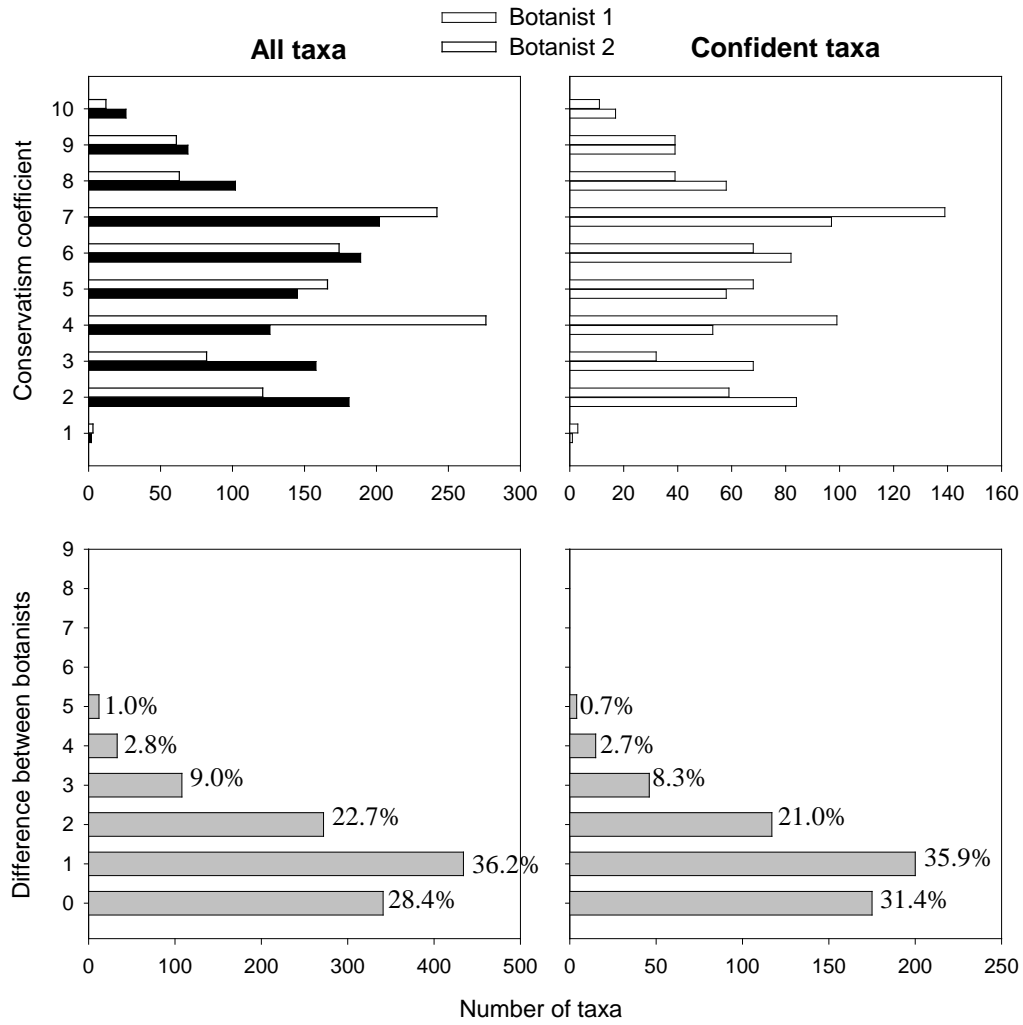 Botanist 1
Botanist 2
All taxa
Confident taxa
Conservatism coefficient
10
9
8
7
6
5
4
3
2
1
0 50 100 150 200 250 300
0 20 40 60 80 100 120 140 160
Difference between botanists
9
8
7
6
5
4
3
2
1
0
1.0%
2.8%
9.0%
22.7%
36.2%
28.4%
0.7%
2.7%
8.3%
21.0%
35.9%
31.4%
0 100 200 300 400 500
0 50 100 150 200 250
Number of taxa